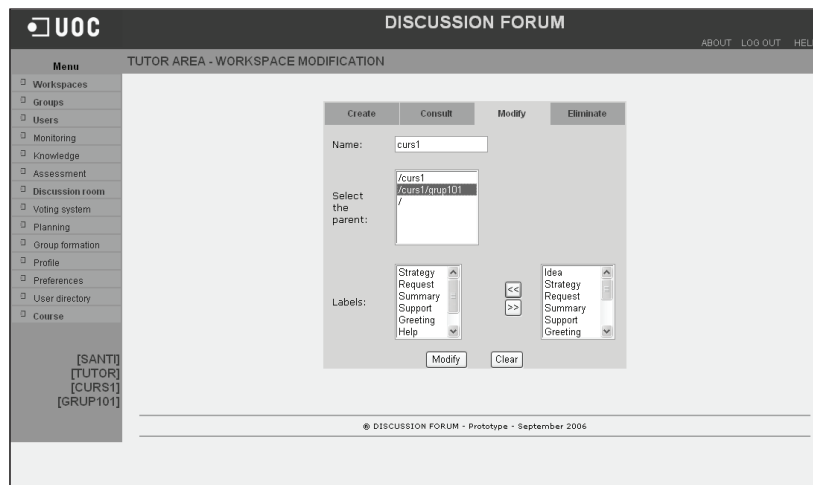 UOC
DISCUSSION FORUM
ABOUT LOG OUT HEL
Menu
TUTOR AREA - WORKSPACE MODIFICATION
Workspaces
Groups
Users
Monitoring
Knowledge
Assessment
Discussion room
Voting system
Planning
Group formation
Profile
Preferences
User directory
Course
[SANTI]
[TUTOR]
[CURS1]
[GRUP101]
Create Consult Modify Eliminate
Name: curs1
Select the parent:
/curs1
/curs1/grup101
/
Labels:
Strategy
Request
Summary
Support
Greeting
Help
<<
>>
Idea
Strategy
Request
Summary
Support
Greeting
Modify Clear
® DISCUSSION FORUM - Prototype - September 2006